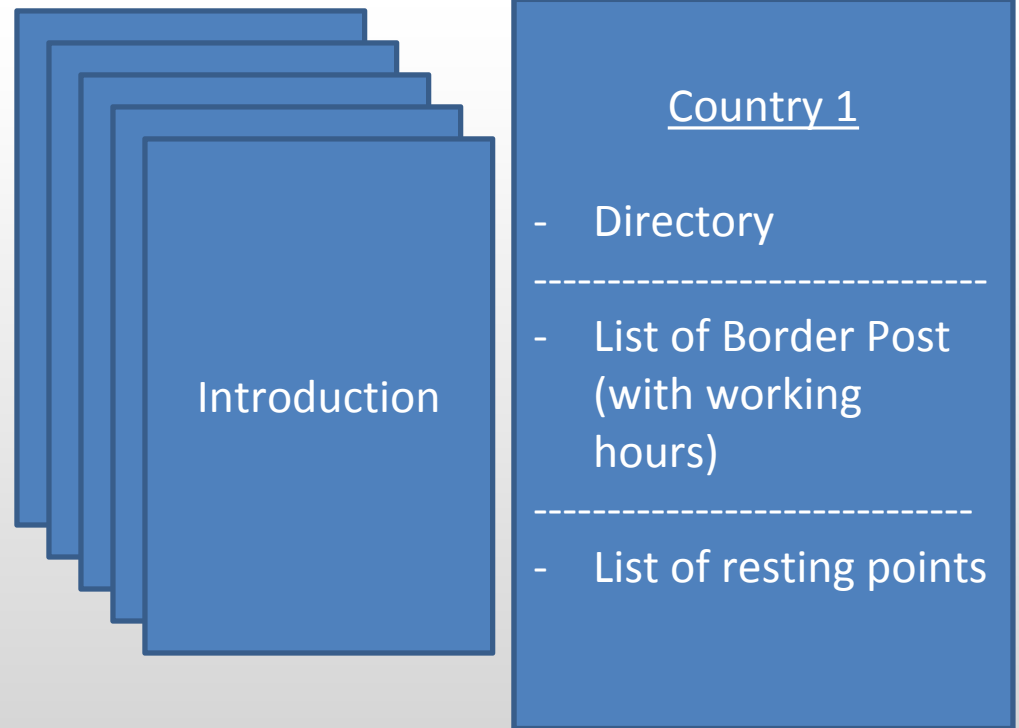 Introduction
Country 1
- Directory
-------------------------------
- List of Border Post
(with working
hours)
------------------------------
- List of resting points